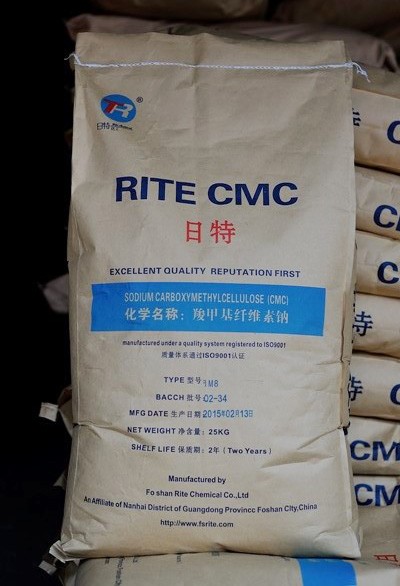 TR®
日特
RITE CMC
日特
EXCELLENT QUALITY REPUTATION FIRST
SODIUM CARBOXYMETHYLCELLULOSE (CMC)
化学名称：羧甲基纤维素钠
manufactured under a quality system registered to ISO9001
质量体系通过ISO9001认证
TYPE 型号
BACCH 批号 02-34
MFG DATE 生产日期 2015年02月13日
NET WEIGHT 净含量：25KG
SHELF LIFE 保质期：2年 (Two Years)
Manufactured by
Fo shan Rite Chemical Co.,Ltd
An Affiliate of Nanhai District of Guangdong Provincc Foshan City,China
http://www.fsrite.com
CM
特
CM